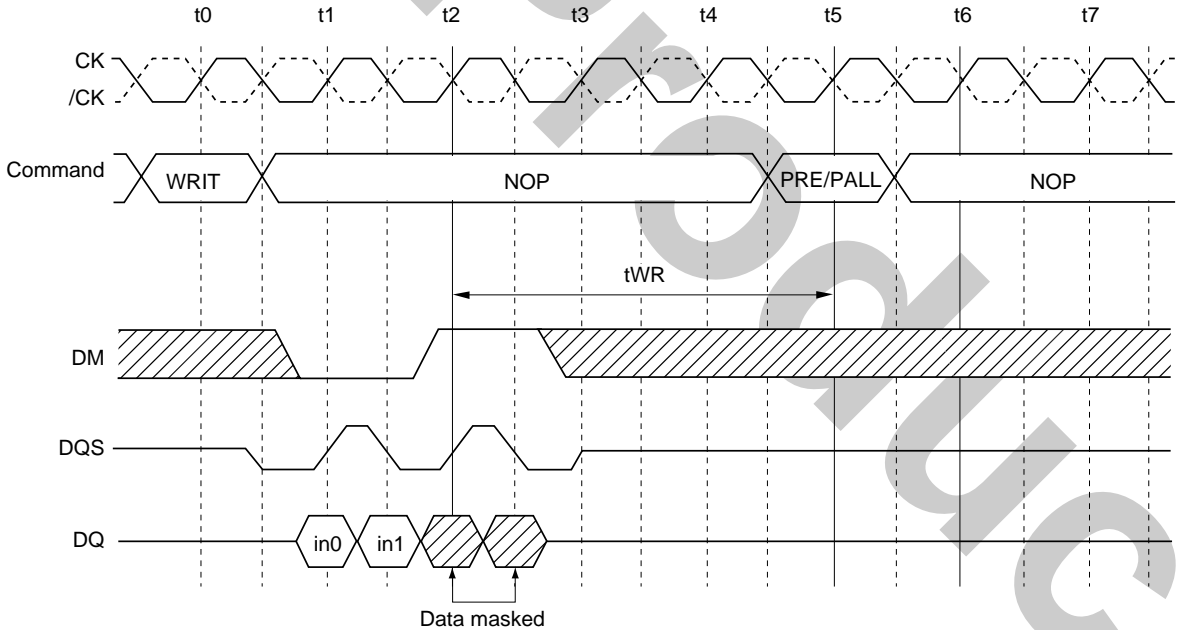 t0 t1 t2 t3 t4 t5 t6 t7
CK
/CK
Command WRIT NOP PRE/PALL NOP
tWR
DM
DQS
DQ in0 in1
Data masked